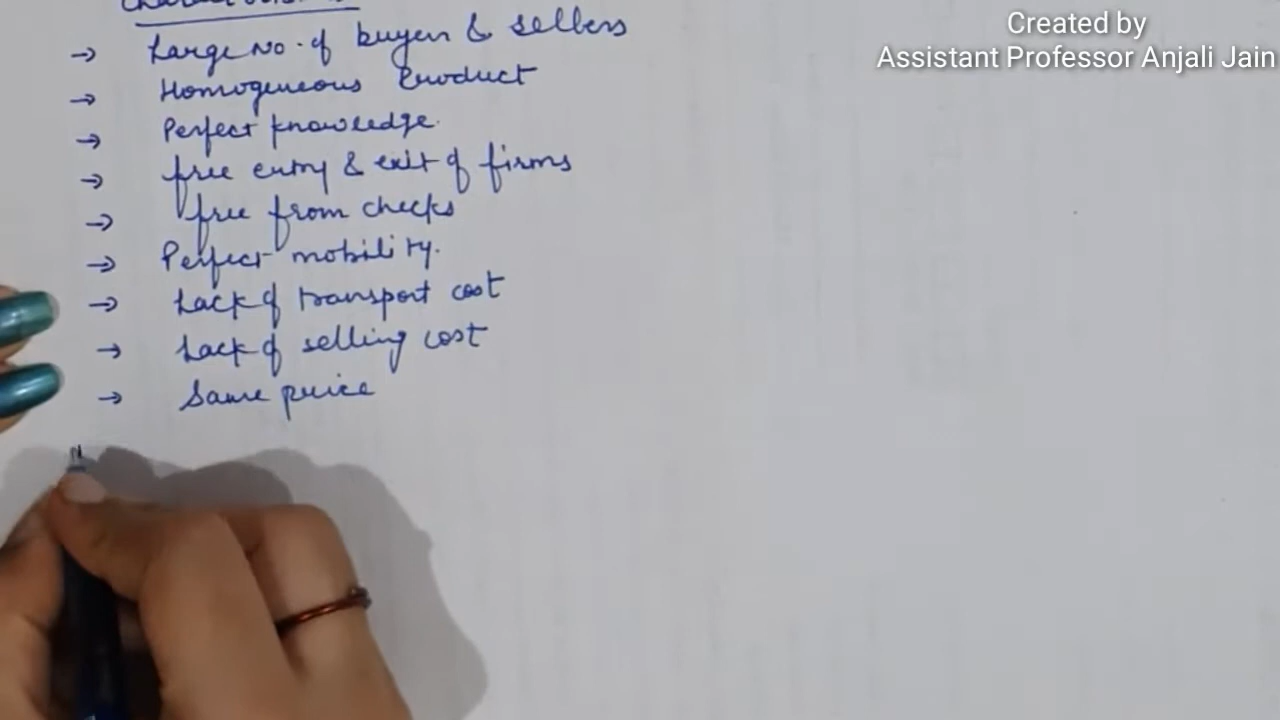 Created by
Assistant Professor Anjali Jain
→ Large No. of buyers & sellers
→ Homogeneous Product
→ Perfect knowledge.
→ free entry & exit of firms
→ free from checks
→ Perfect mobility.
→ Lack of transport cost
→ Lack of selling cost
→ Same price